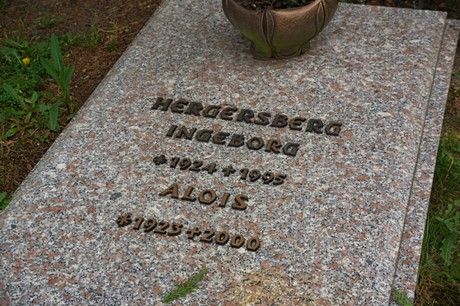 HERGERSBERG
INGEBORG
*1924+1995
ALOIS
*1923+2000